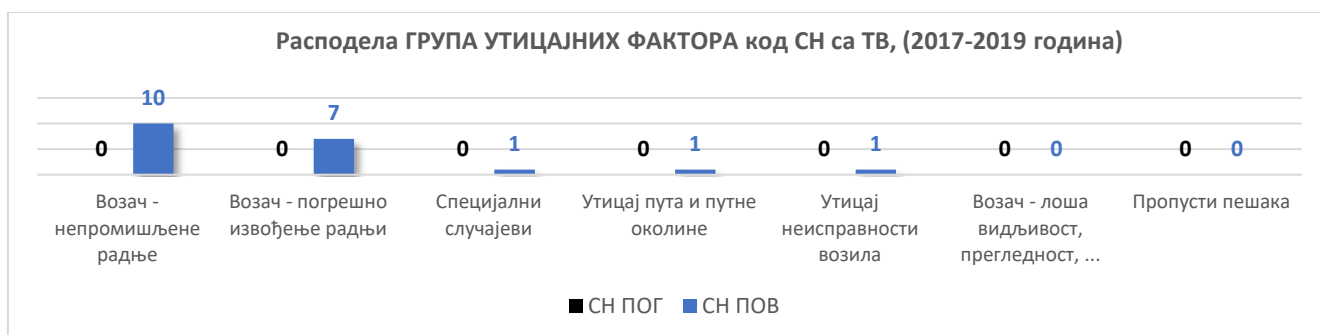 Расподела ГРУПА УТИЦАЈНИХ ФАКТОРА код СН са ТВ, (2017-2019 година)
0 10 0 7 0 1 0 1 0 1 0 0 0 0
Возач -
непромишљене
радње
Возач - погрешно
извођење радњи
Специјални
случајеви
Утицај пута и путне
околине
Утицај
неисправности
возила
Возач - лоша
видљивост,
прегледност, ...
Пропусти пешака
СН ПОГ СН ПОВ